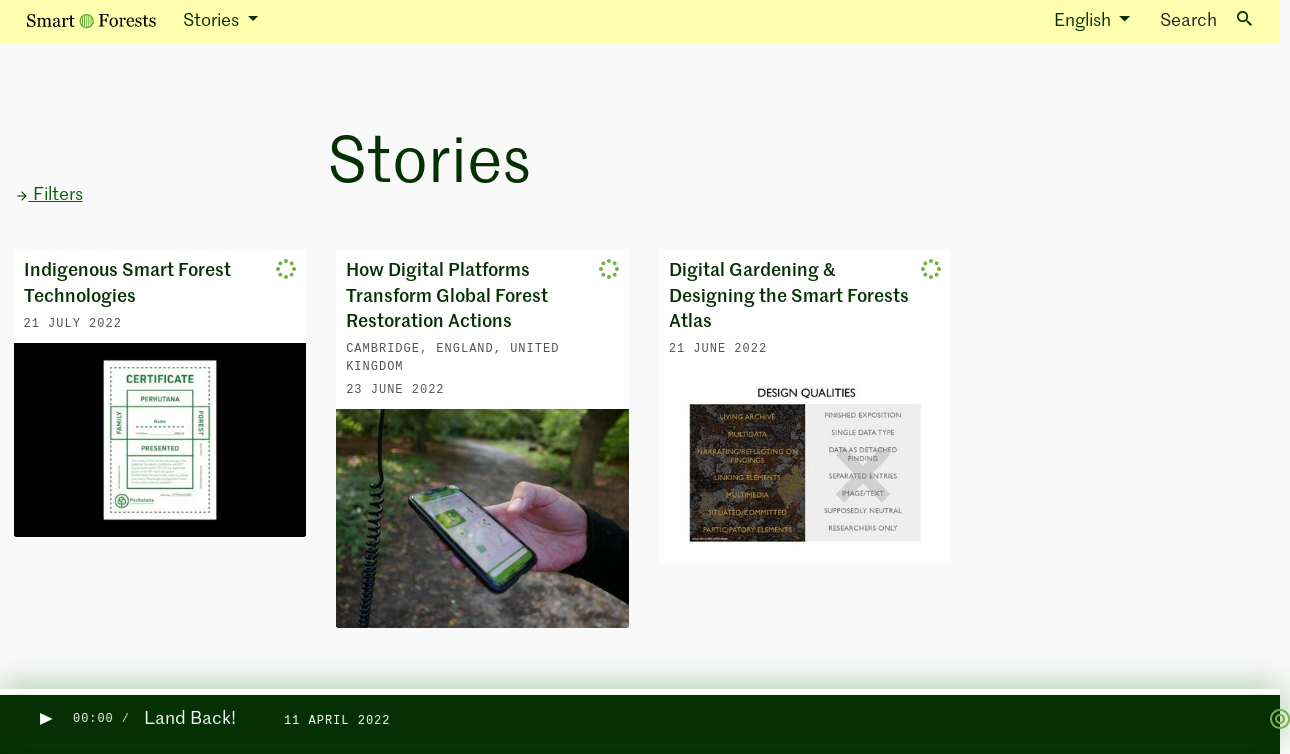 Smart Forests
Stories
English
Search
Stories
Filters
Indigenous Smart Forest
Technologies
21 JULY 2022
CERTIFICATE
PERHUTANA
FAMILY
Name
FOREST
PRESENTED
Perhutana
How Digital Platforms
Transform Global Forest
Restoration Actions
CAMBRIDGE, ENGLAND, UNITED
KINGDOM
23 JUNE 2022
Digital Gardening &
Designing the Smart Forests
Atlas
21 JUNE 2022
DESIGN QUALITIES
LIVING ARCHIVE
MULTIDATA
NARRATING/REFLECTING ON
FINDINGS
LINKING ELEMENTS
MULTIMEDIA
SITUATED/COMMITTED
PARTICIPATORY ELEMENTS
FINISHED EXPOSITION
SINGLE DATA TYPE
DATA AS DETACHED
FINDING
SEPARATED ENTRIES
IMAGE/TEXT
SUPPOSEDLY NEUTRAL
RESEARCHERS ONLY
00:00 /
Land Back!
11 APRIL 2022